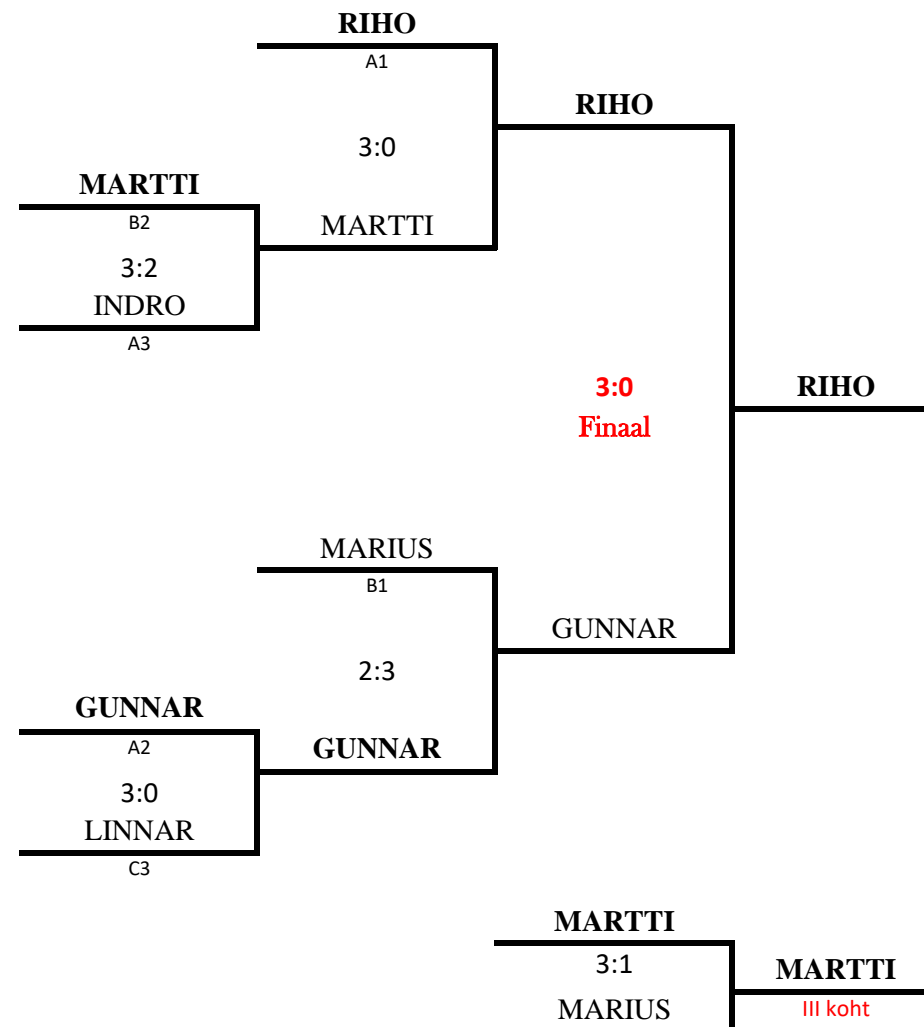 RIHO
A1
RIHO
3:0
MARTTI
B2
MARTTI
3:2
INDRO
A3
3:0
Finaal
RIHO
MARIUS
B1
GUNNAR
2:3
GUNNAR
A2
GUNNAR
3:0
LINNAR
C3
MARTTI
3:1
MARTTI
MARIUS
III koht